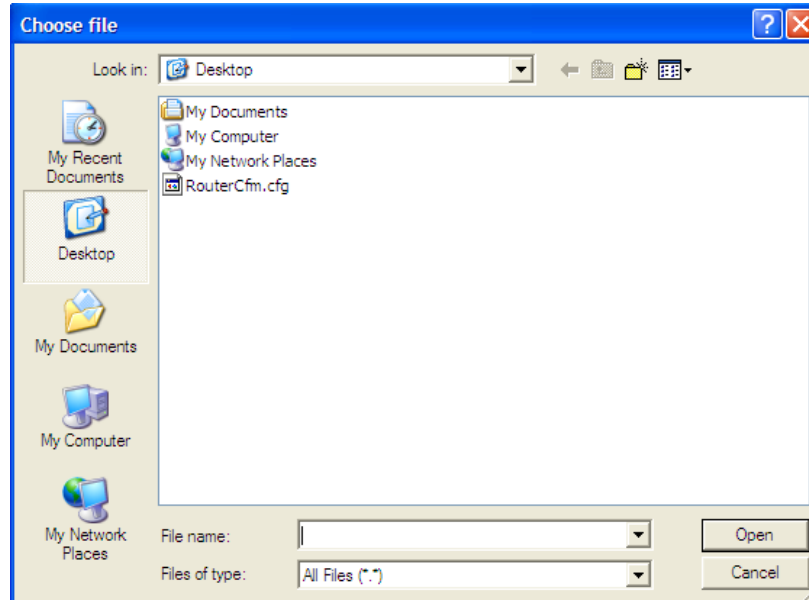 Choose file
Look in:
Desktop
My Recent
Documents
Desktop
My Documents
My Computer
My Network
Places
My Documents
My Computer
My Network Places
RouterCfm.cfg
File name:
Open
Files of type:
All Files (*.*)
Cancel